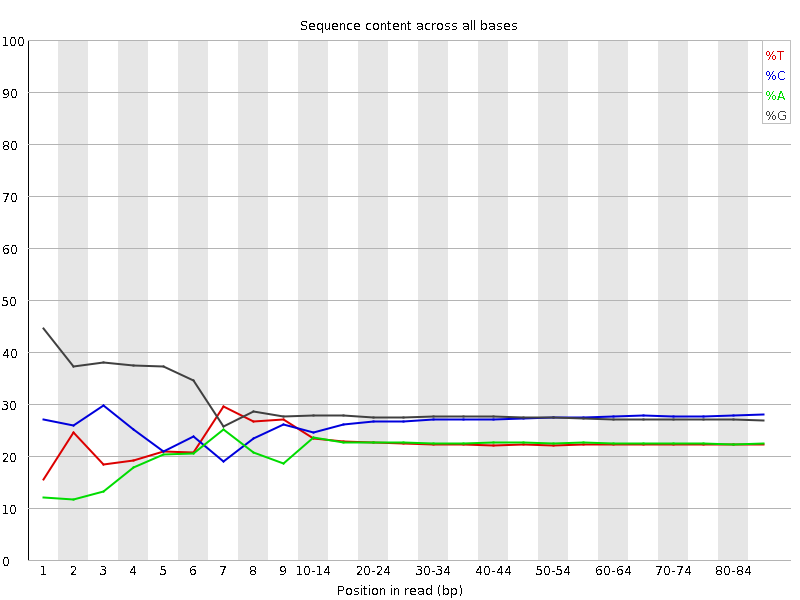 Sequence content across all bases
100
90
80
70
60
50
40
30
20
10
0
%T
%C
%A
%G
1 2 3 4 5 6 7 8 9 10-14 20-24 30-34 40-44 50-54 60-64 70-74 80-84
Position in read (bp)